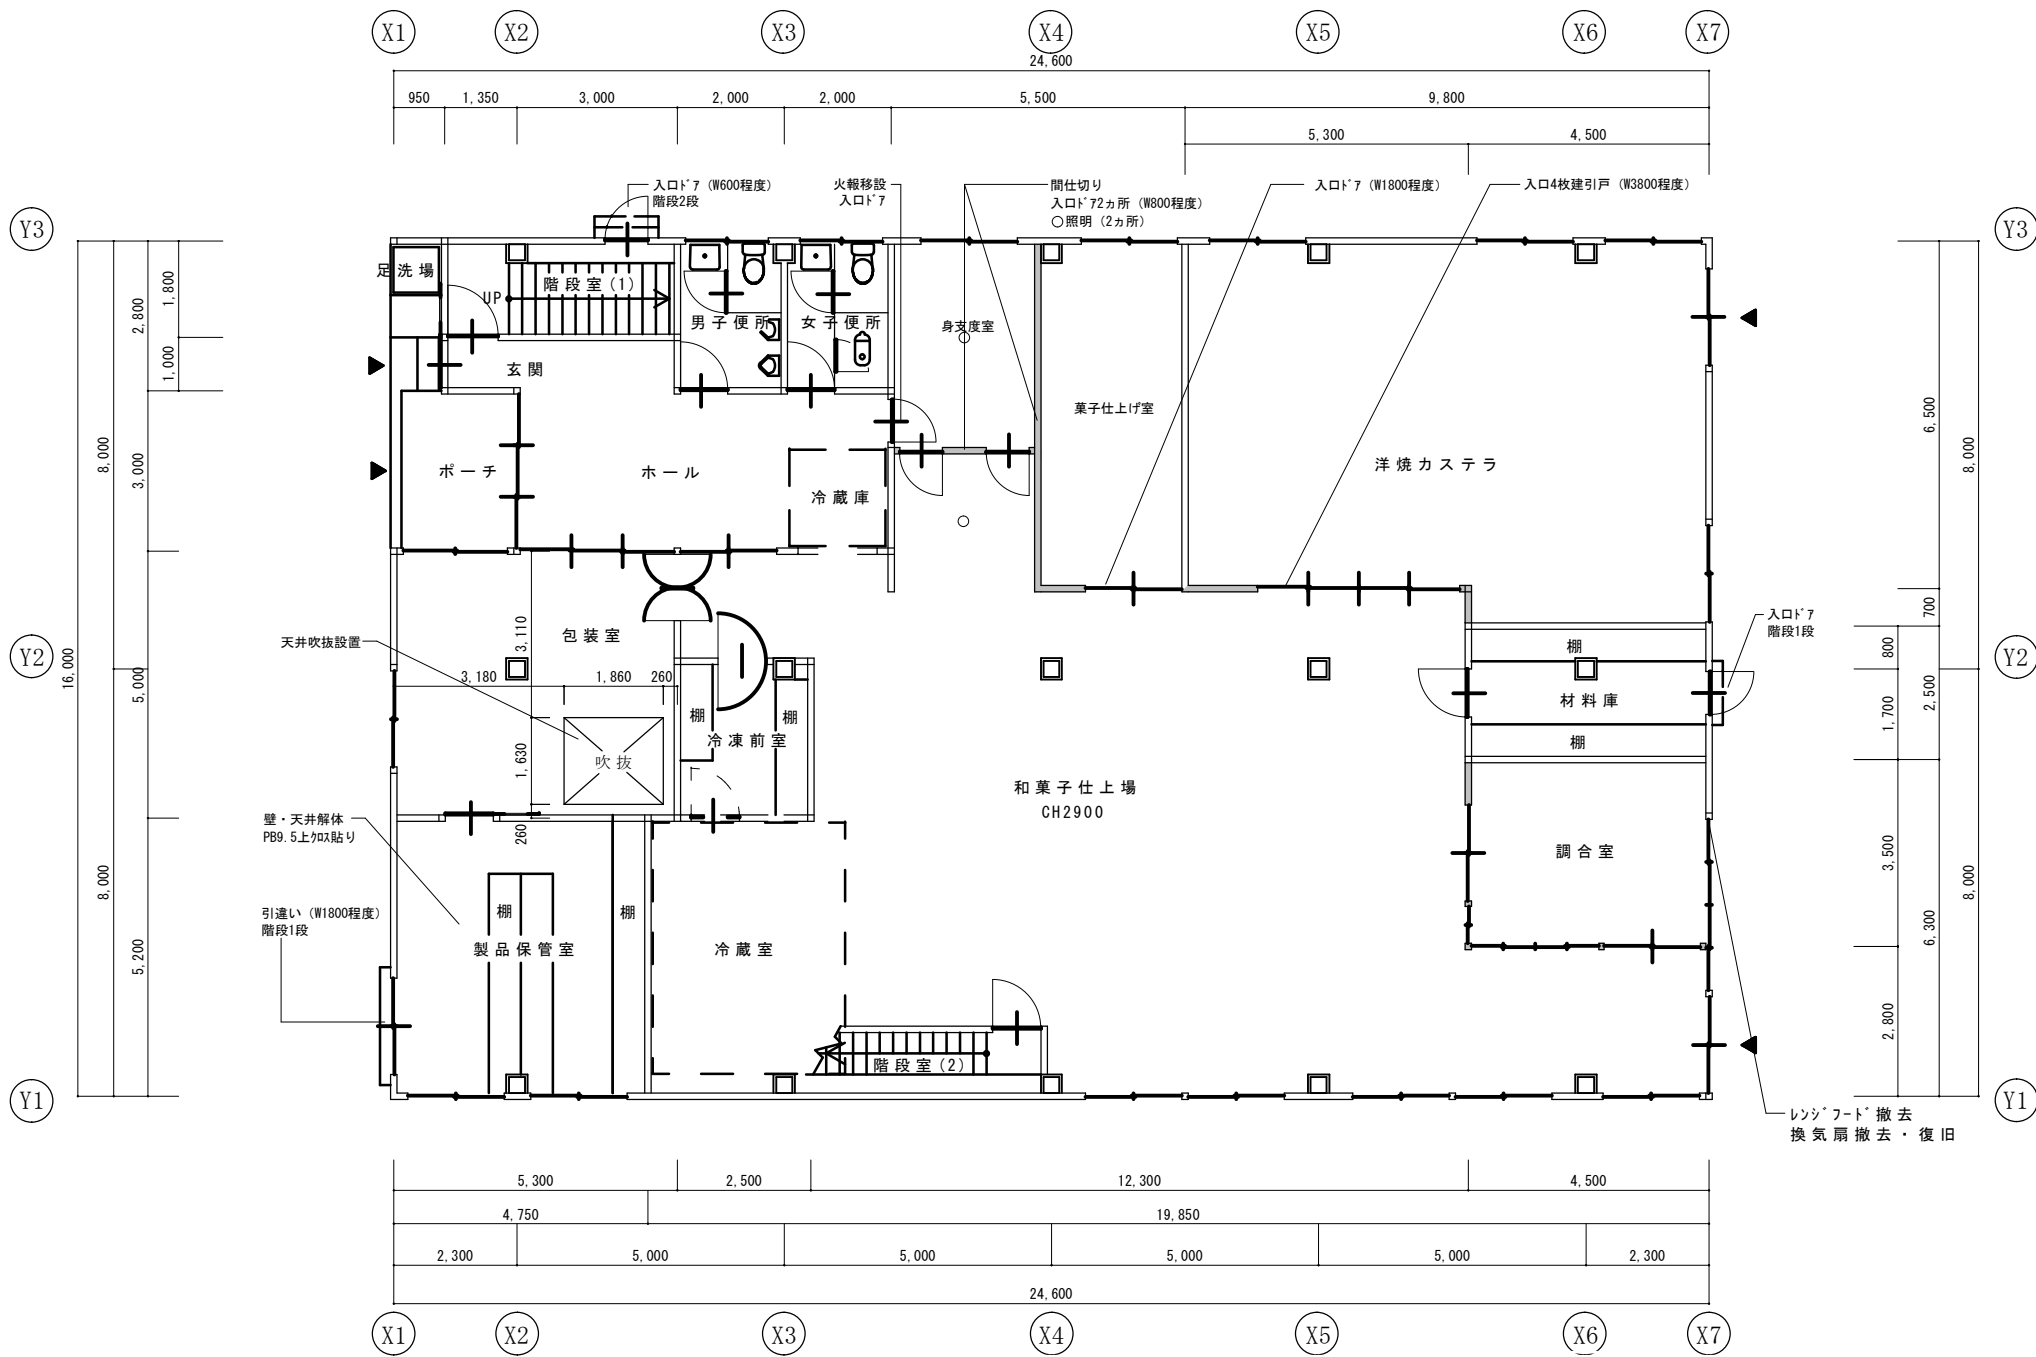 X1 X2 X3 X4 X5 X6 X7
24,600
950 1,350 3,000 2,000 2,000 5,500 9,800
5,300 4,500
入口ﾄﾞｱ (W600程度)
階段2段
火報移設
入口ﾄﾞｱ
間仕切り
入口ﾄﾞｱ2ヵ所 (W800程度)
○照明 (2ヵ所)
入口ﾄﾞｱ (W1800程度)
入口4枚建引戸 (W3800程度)
Y3
Y3
足洗場
UP
階段室(1)
男子便所
女子便所
身支度室
玄関
菓子仕上げ室
ポーチ
ホール
冷蔵庫
洋焼カステラ
1,800
2,800
1,000
8,000
3,000
16,000
5,000
8,000
5,200
6,500
8,000
700
800
2,500
1,700
3,500
6,300
8,000
2,800
入口ﾄﾞｱ
階段1段
天井吹抜設置
包装室
3,110
Y2
Y2
3,180 1,860 260
棚
棚
棚
材料庫
棚
冷凍前室
吹抜
1,630
260
和菓子仕上場
CH2900
壁・天井解体
PB9.5上ｸﾛｽ貼り
調合室
引違い (W1800程度)
階段1段
棚
棚
製品保管室
冷蔵室
階段室(2)
Y1
Y1
ﾚﾝｼﾞﾌｰﾄﾞ撤去
換気扇撤去・復旧
5,300 2,500 12,300 4,500
4,750 19,850
2,300 5,000 5,000 5,000 5,000 2,300
24,600
X1 X2 X3 X4 X5 X6 X7